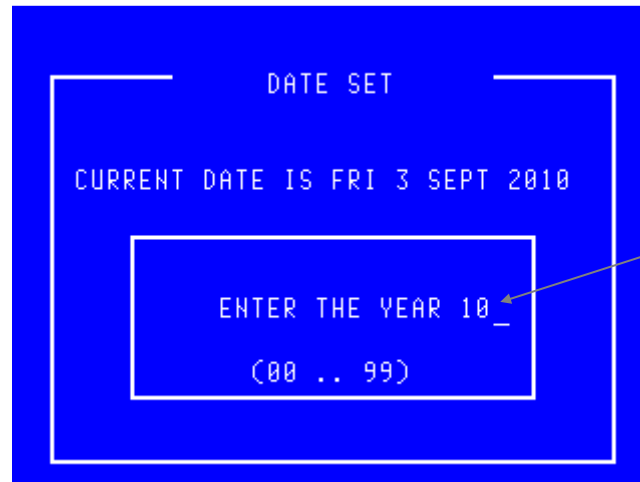 DATE SET
CURRENT DATE IS FRI 3 SEPT 2010
ENTER THE YEAR 10_
(00 .. 99)